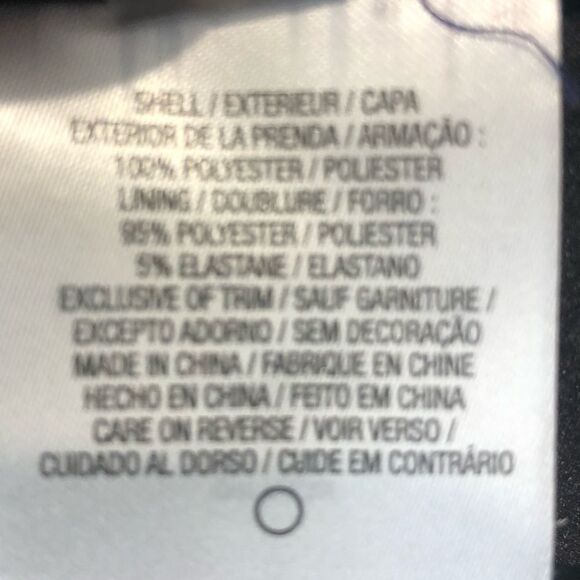 SHELL / EXTERIEUR / CAPA
EXTERIOR DE LA PRENDA / ARMAÇÃO :
100% POLYESTER / POLIESTER
LINING / DOUBLURE / FORRO :
95% POLYESTER / POLIESTER
5% ELASTANE / ELASTANO
EXCLUSIVE OF TRIM / SAUF GARNITURE /
EXCEPTO ADORNO / SEM DECORAÇÃO
MADE IN CHINA / FABRIQUE EN CHINE
HECHO EN CHINA / FEITO EM CHINA
CARE ON REVERSE / VOIR VERSO /
CUIDADO AL DORSO / CUIDE EM CONTRÁRIO